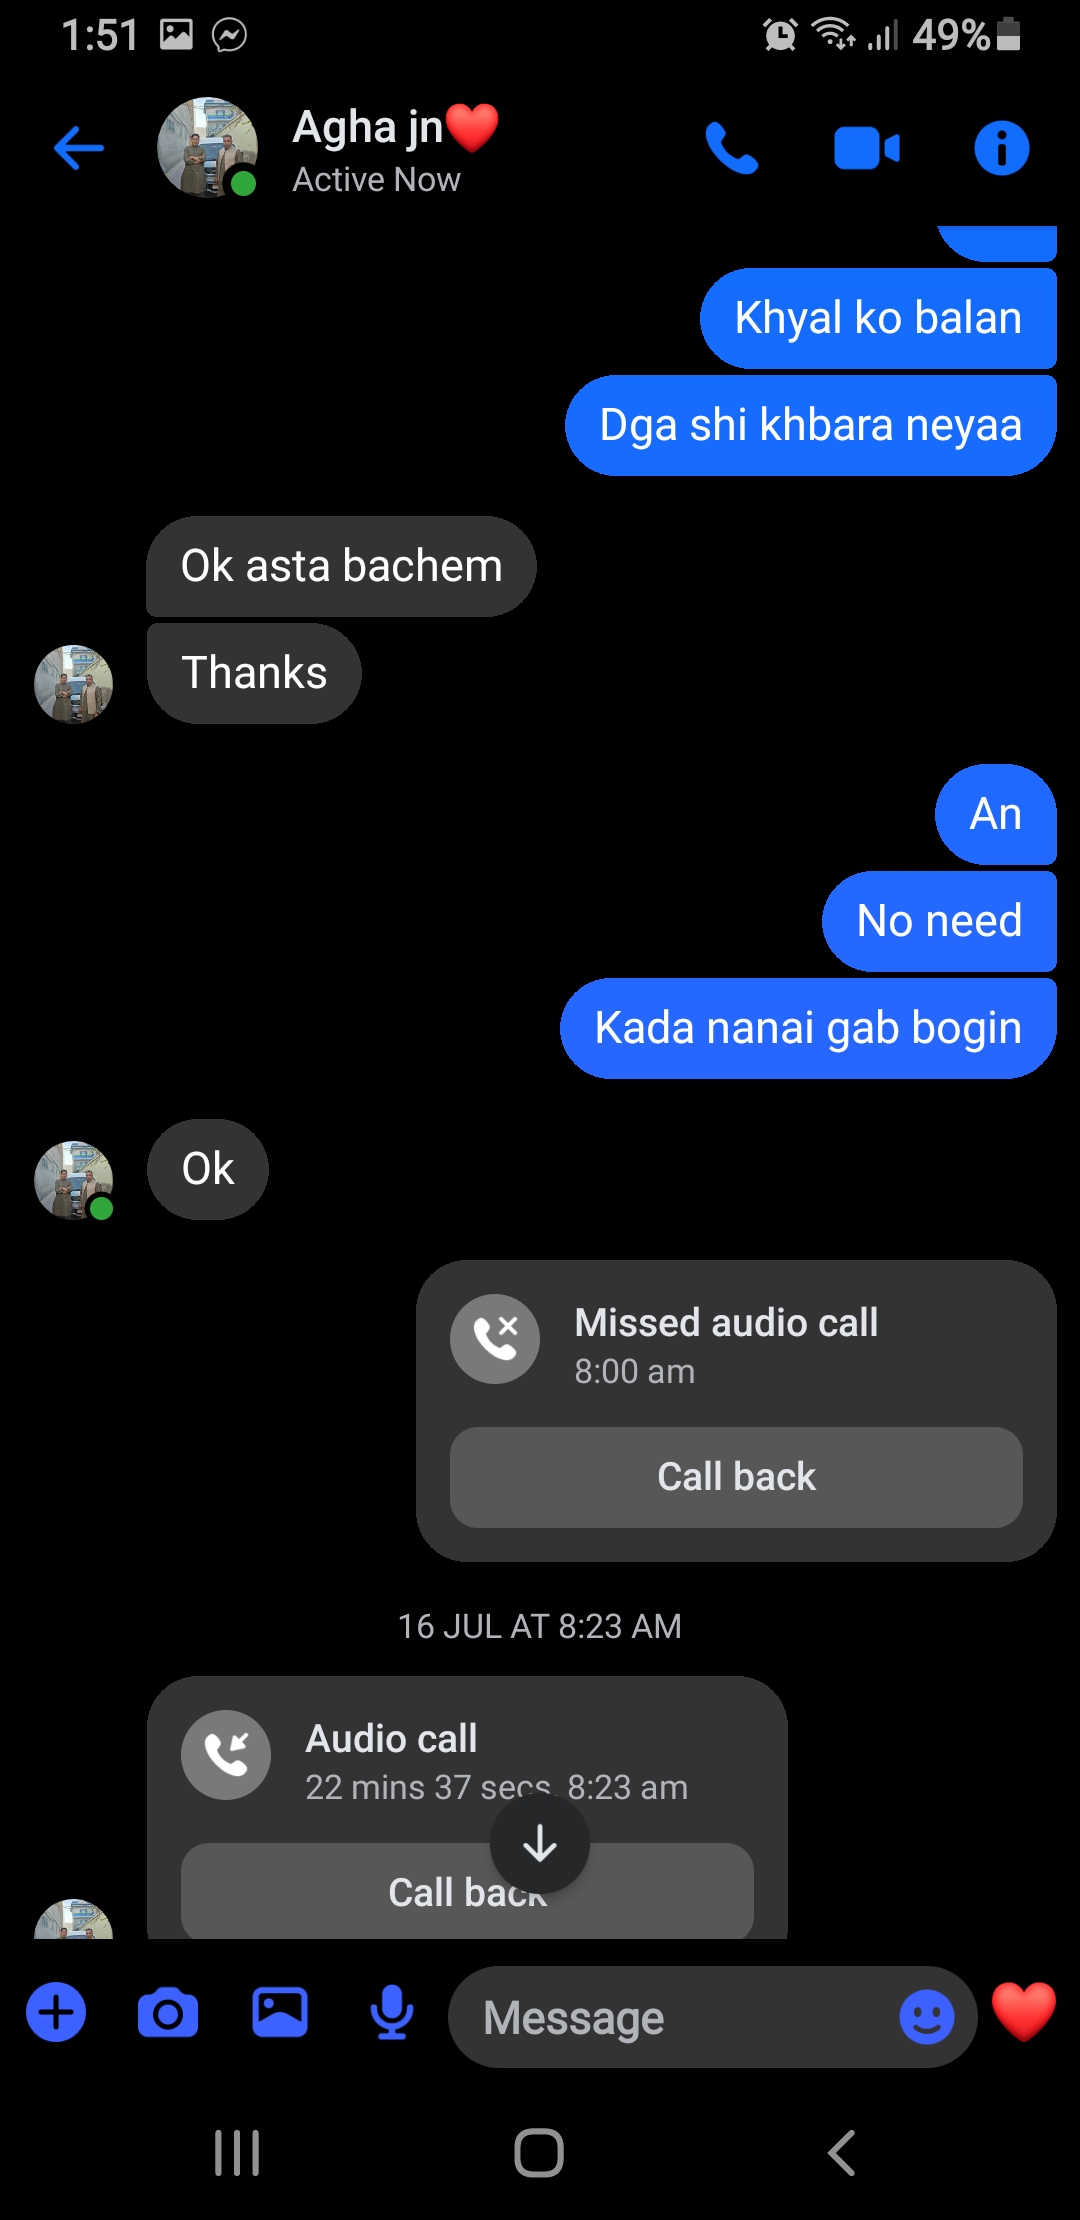 1:51
49%
Agha jn❤️
Active Now
Khyal ko balan
Dga shi khbara neyaa
Ok asta bachem
Thanks
An
No need
Kada nanai gab bogin
Ok
Missed audio call
8:00 am
Call back
16 JUL AT 8:23 AM
Audio call
22 mins 37 secs, 8:23 am
Call back
Message